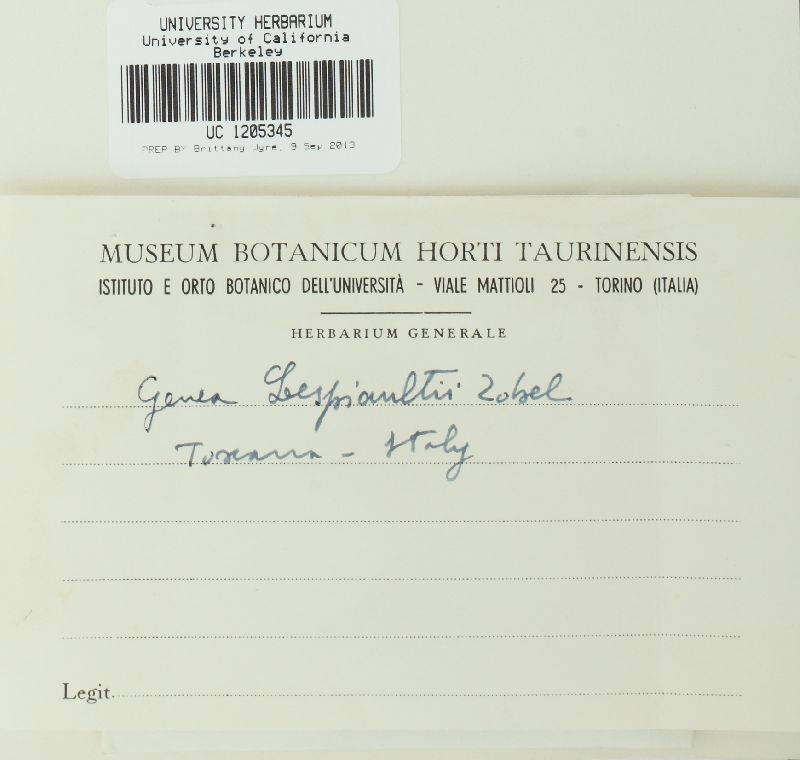 UNIVERSITY HERBARIUM
University of California
Berkeley
UC 1205345
PREP BY Brittany Jyre, 9 Sep 2013
MUSEUM BOTANICUM HORTI TAURINENSIS
ISTITUTO E ORTO BOTANICO DELL'UNIVERSITÀ - VIALE MATTIOLI 25 - TORINO (ITALIA)
HERBARIUM GENERALE
Genea Lespiaultii Zobel
Toscana - Italy
Legit.